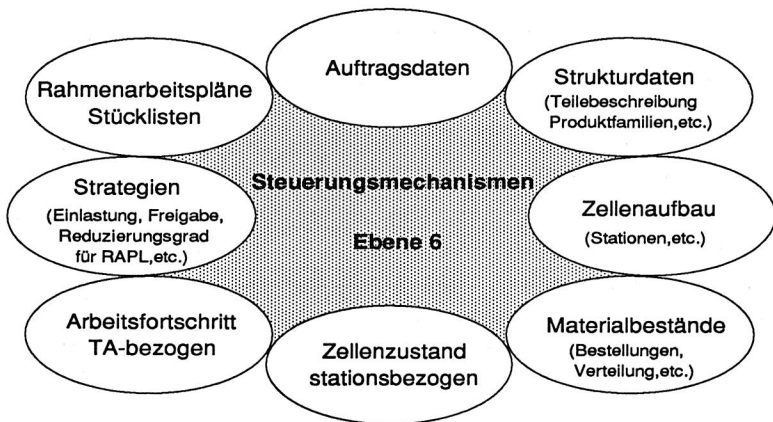 Auftragsdaten
Rahmenarbeitspläne
Stücklisten
Strukturdaten
(Teilebeschreibung
Produktfamilien,etc.)
Steuerungsmechanismen
Ebene 6
Strategien
(Einlastung, Freigabe,
Reduzierungsgrad
für RAPL,etc.)
Zellenaufbau
(Stationen,etc.)
Arbeitsfortschritt
TA-bezogen
Zellenzustand
stationsbezogen
Materialbestände
(Bestellungen,
Verteilung,etc.)